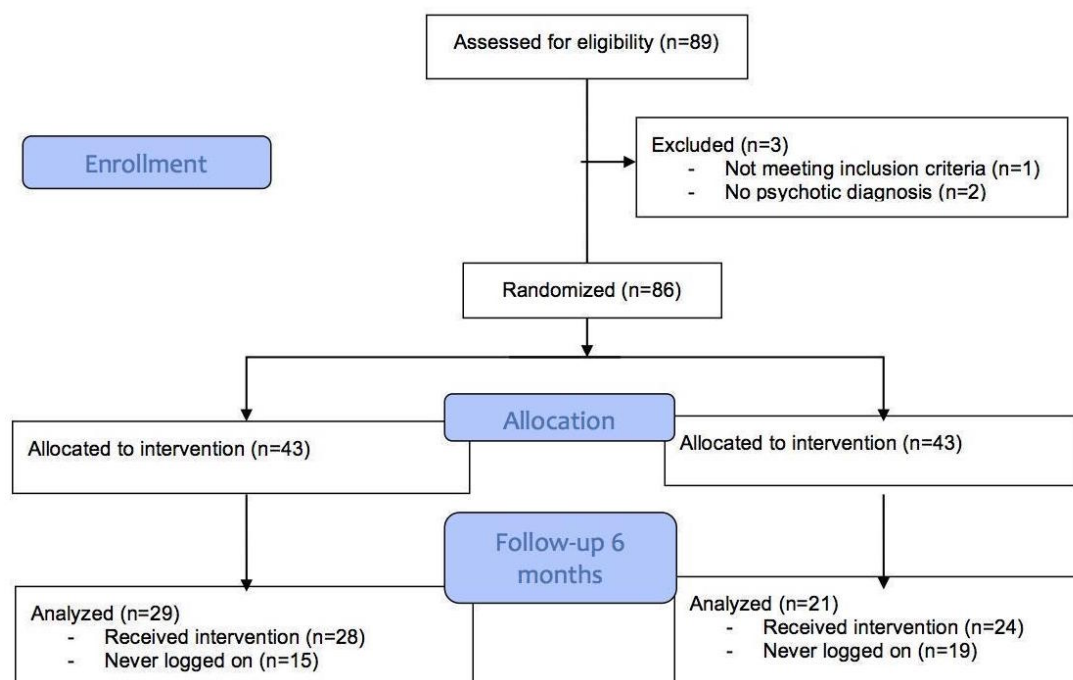 Assessed for eligibility (n=89)
Enrollment
Excluded (n=3)
- Not meeting inclusion criteria (n=1)
- No psychotic diagnosis (n=2)
Randomized (n=86)
Allocation
Allocated to intervention (n=43)
Allocated to intervention (n=43)
Follow-up 6
months
Analyzed (n=29)
- Received intervention (n=28)
- Never logged on (n=15)
Analyzed (n=21)
- Received intervention (n=24)
- Never logged on (n=19)